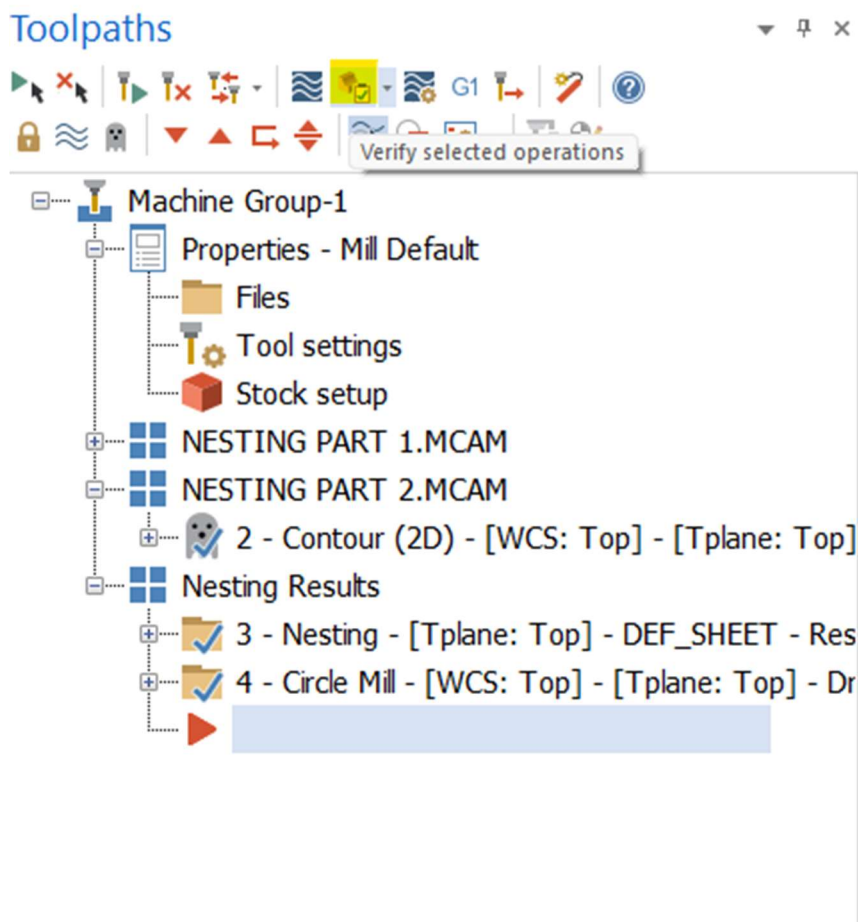 Toolpaths
G1
Verify selected operations
Machine Group-1
Properties - Mill Default
Files
Tool settings
Stock setup
NESTING PART 1.MCAM
NESTING PART 2.MCAM
2 - Contour (2D) - [WCS: Top] - [Tplane: Top]
Nesting Results
3 - Nesting - [Tplane: Top] - DEF_SHEET - Res
4 - Circle Mill - [WCS: Top] - [Tplane: Top] - Dr